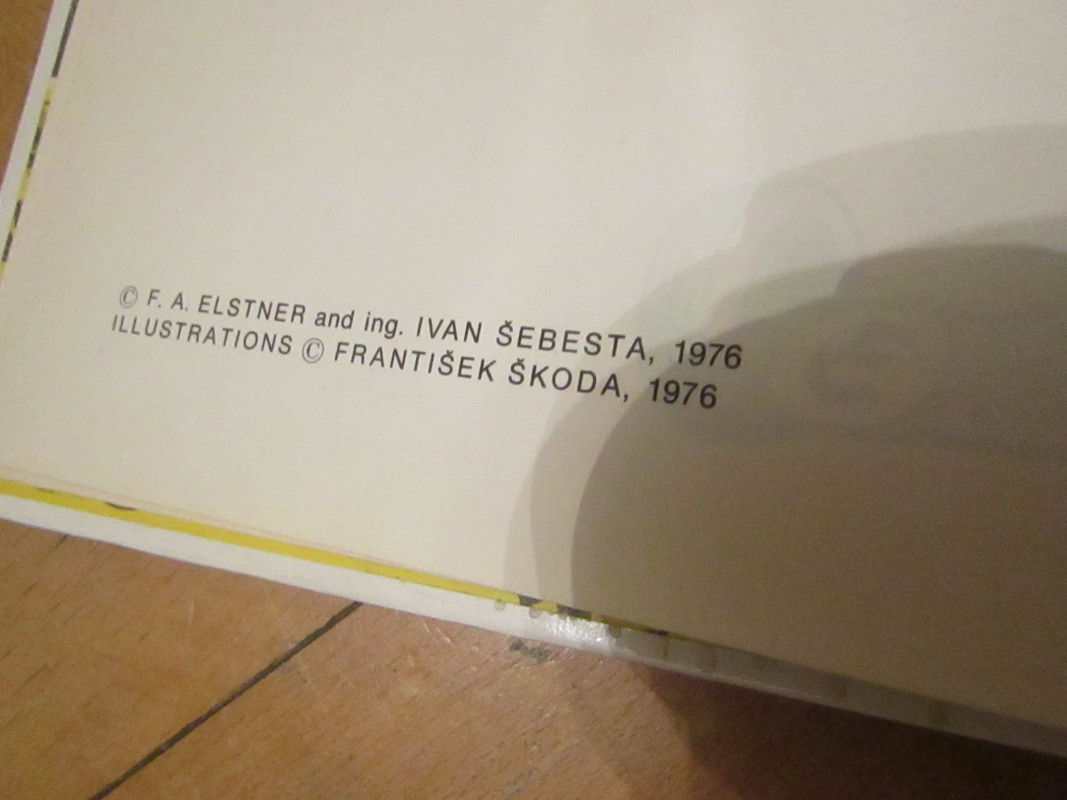 © F. A. ELSTNER and ing. IVAN ŠEBESTA, 1976
ILLUSTRATIONS © FRANTIŠEK ŠKODA, 1976